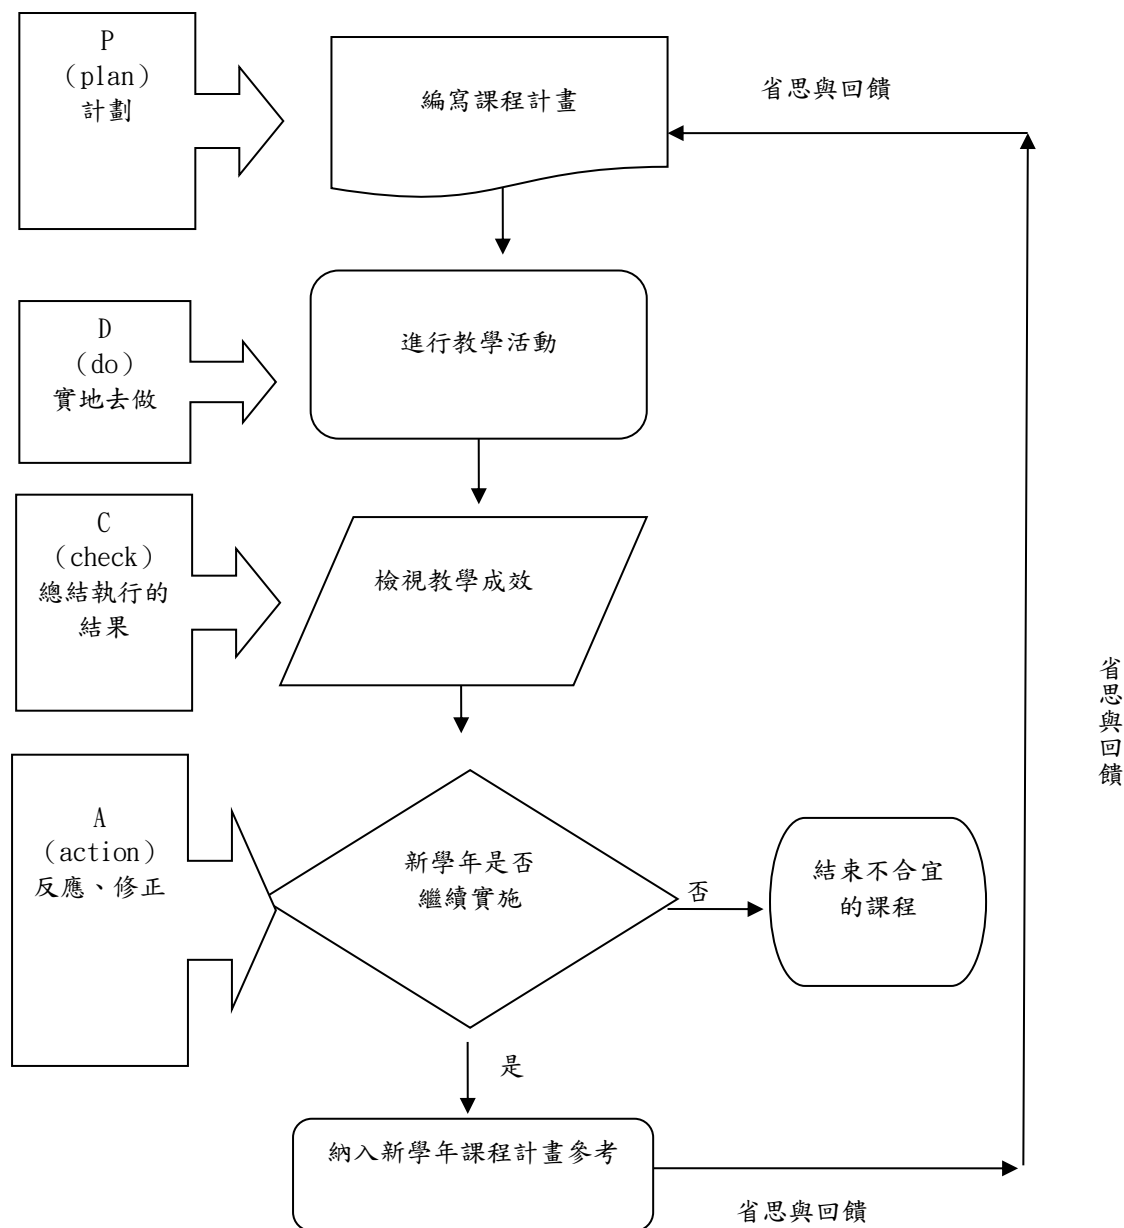 P
(plan)
計劃
編寫課程計畫
省思與回饋
D
(do)
實地去做
進行教學活動
C
(check)
總結執行的
結果
檢視教學成效
省思與回饋
A
(action)
反應、修正
新學年是否
繼續實施
否
結束不合宜
的課程
是
納入新學年課程計畫參考
省思與回饋